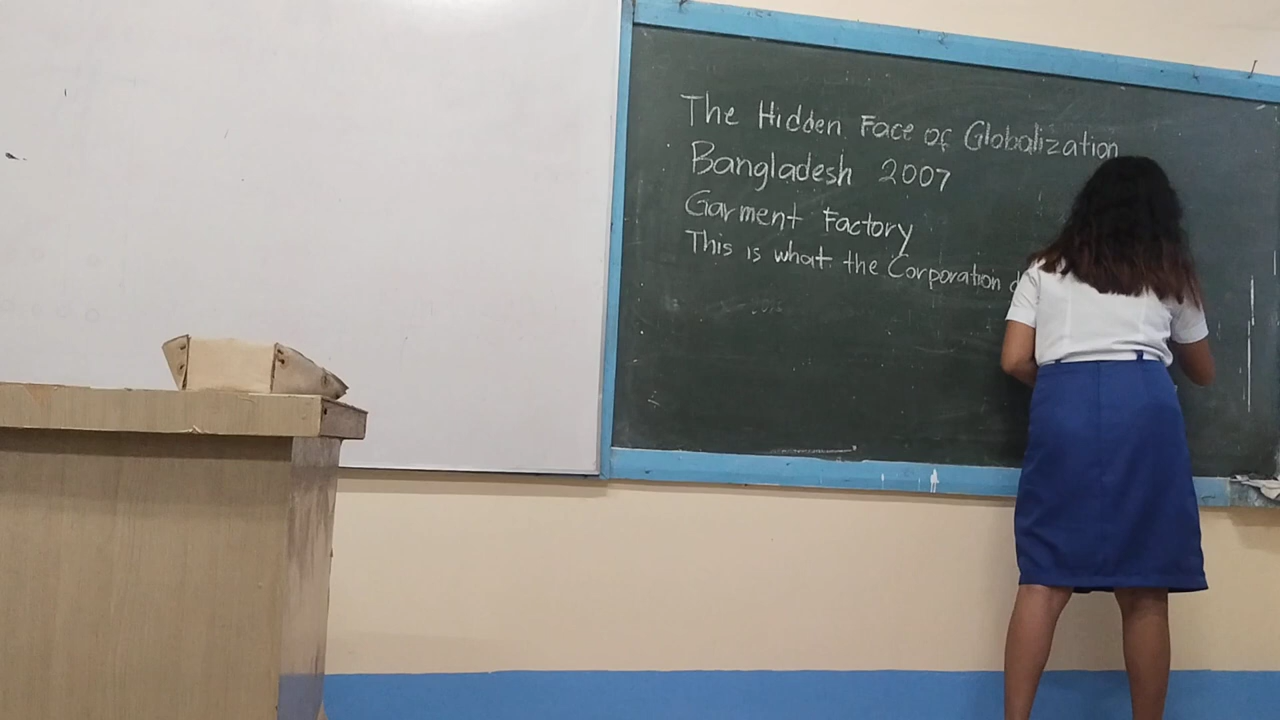 The Hidden Face of Globalization
Bangladesh 2007
Garment Factory
This is what the Corporation